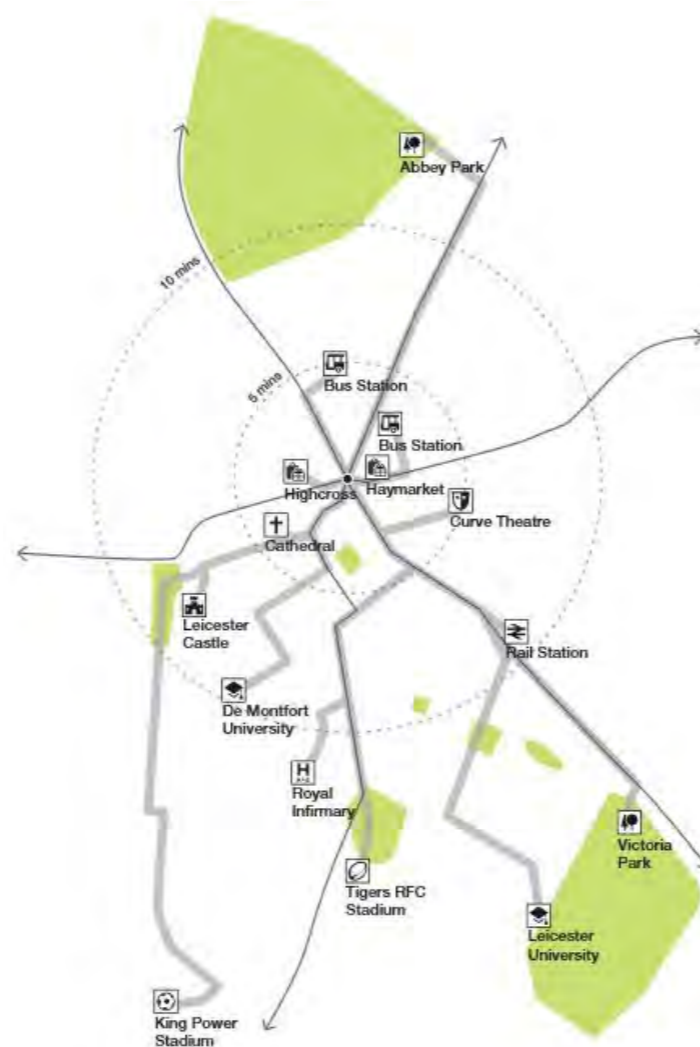 Abbey Park
10 mins
5 mins
Bus Station
Bus Station
Highcross
Haymarket
Curve Theatre
Cathedral
Leicester
Castle
Rail Station
De Montfort
University
H
A+E
Royal
Infirmary
Victoria
Park
Tigers RFC
Stadium
Leicester
University
King Power
Stadium